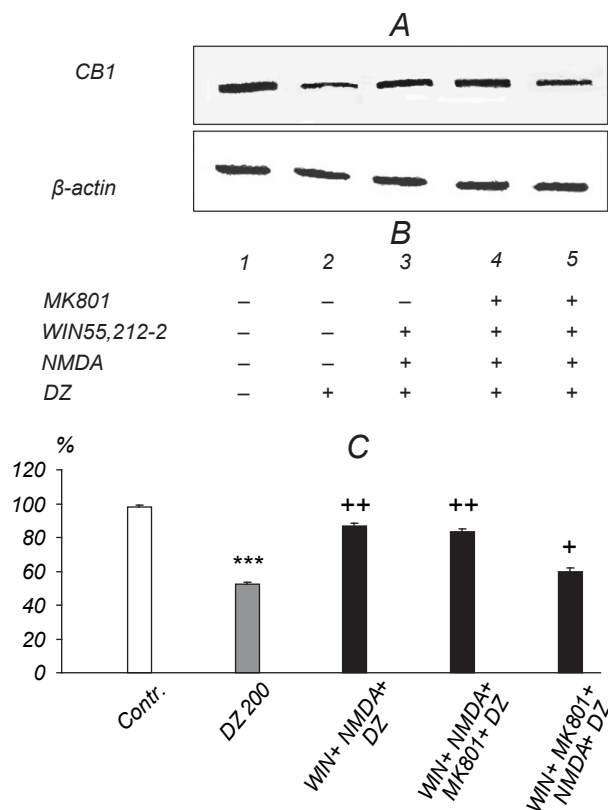 A
CB1
β-actin
B
1 2 3 4 5
MK801 – – – + +
WIN55,212-2 – – + + +
NMDA – – + + +
DZ – + + + +
% C
120
100
80
60
40
20
0
***
++
++
+
Contr.
DZ 200
WIN+ NMDA+
DZ
WIN+ NMDA+
MK801+ DZ
WIN+ MK801+
NMDA+ DZ